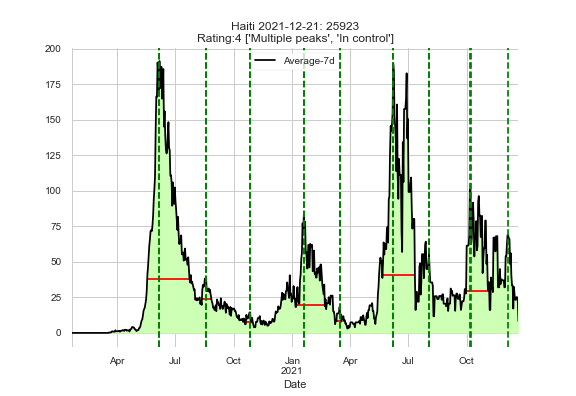 Haiti 2021-12-21: 25923
Rating:4 ['Multiple peaks', 'In control']
Average-7d
200
175
150
125
100
75
50
25
0
Apr Jul Oct Jan Apr Jul Oct
2021
Date